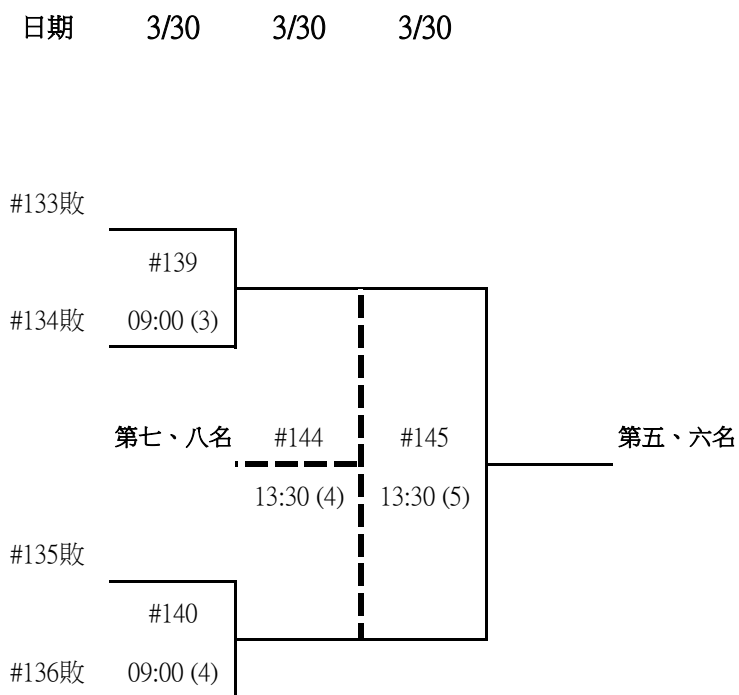 日期 3/30 3/30 3/30
#133敗
#139
#134敗 09:00 (3)
第七、八名 #144 #145 第五、六名
13:30 (4) 13:30 (5)
#135敗
#140
#136敗 09:00 (4)